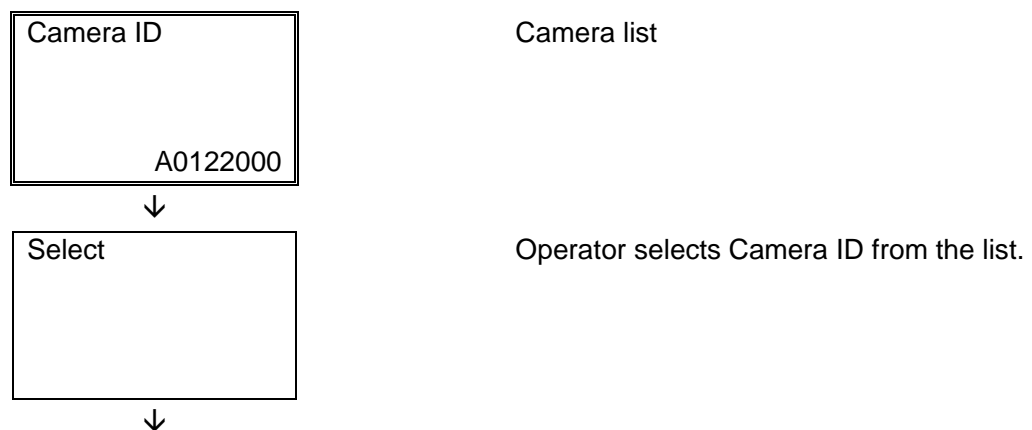 Camera ID
Camera list
A0122000
Select
Operator selects Camera ID from the list.